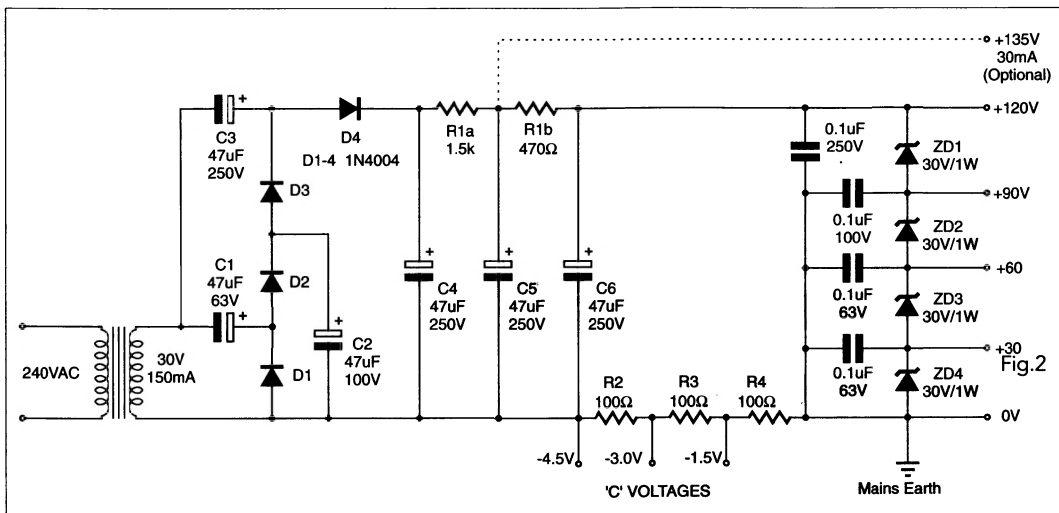 +135V
30mA
(Optional)
+120V
C3
47uF
250V
D4
D1-4 1N4004
R1a
1.5k
R1b
470Ω
0.1uF
250V
ZD1
30V/1W
D3
+90V
0.1uF
100V
ZD2
30V/1W
C1
47uF
63V
D2
C4
47uF
250V
C5
47uF
250V
C6
47uF
250V
+60
0.1uF
63V
ZD3
30V/1W
240VAC
30V
150mA
C2
47uF
100V
D1
+30
Fig.2
0.1uF
63V
ZD4
30V/1W
R2
100Ω
R3
100Ω
R4
100Ω
0V
-4.5V
-3.0V
-1.5V
'C' VOLTAGES
Mains Earth